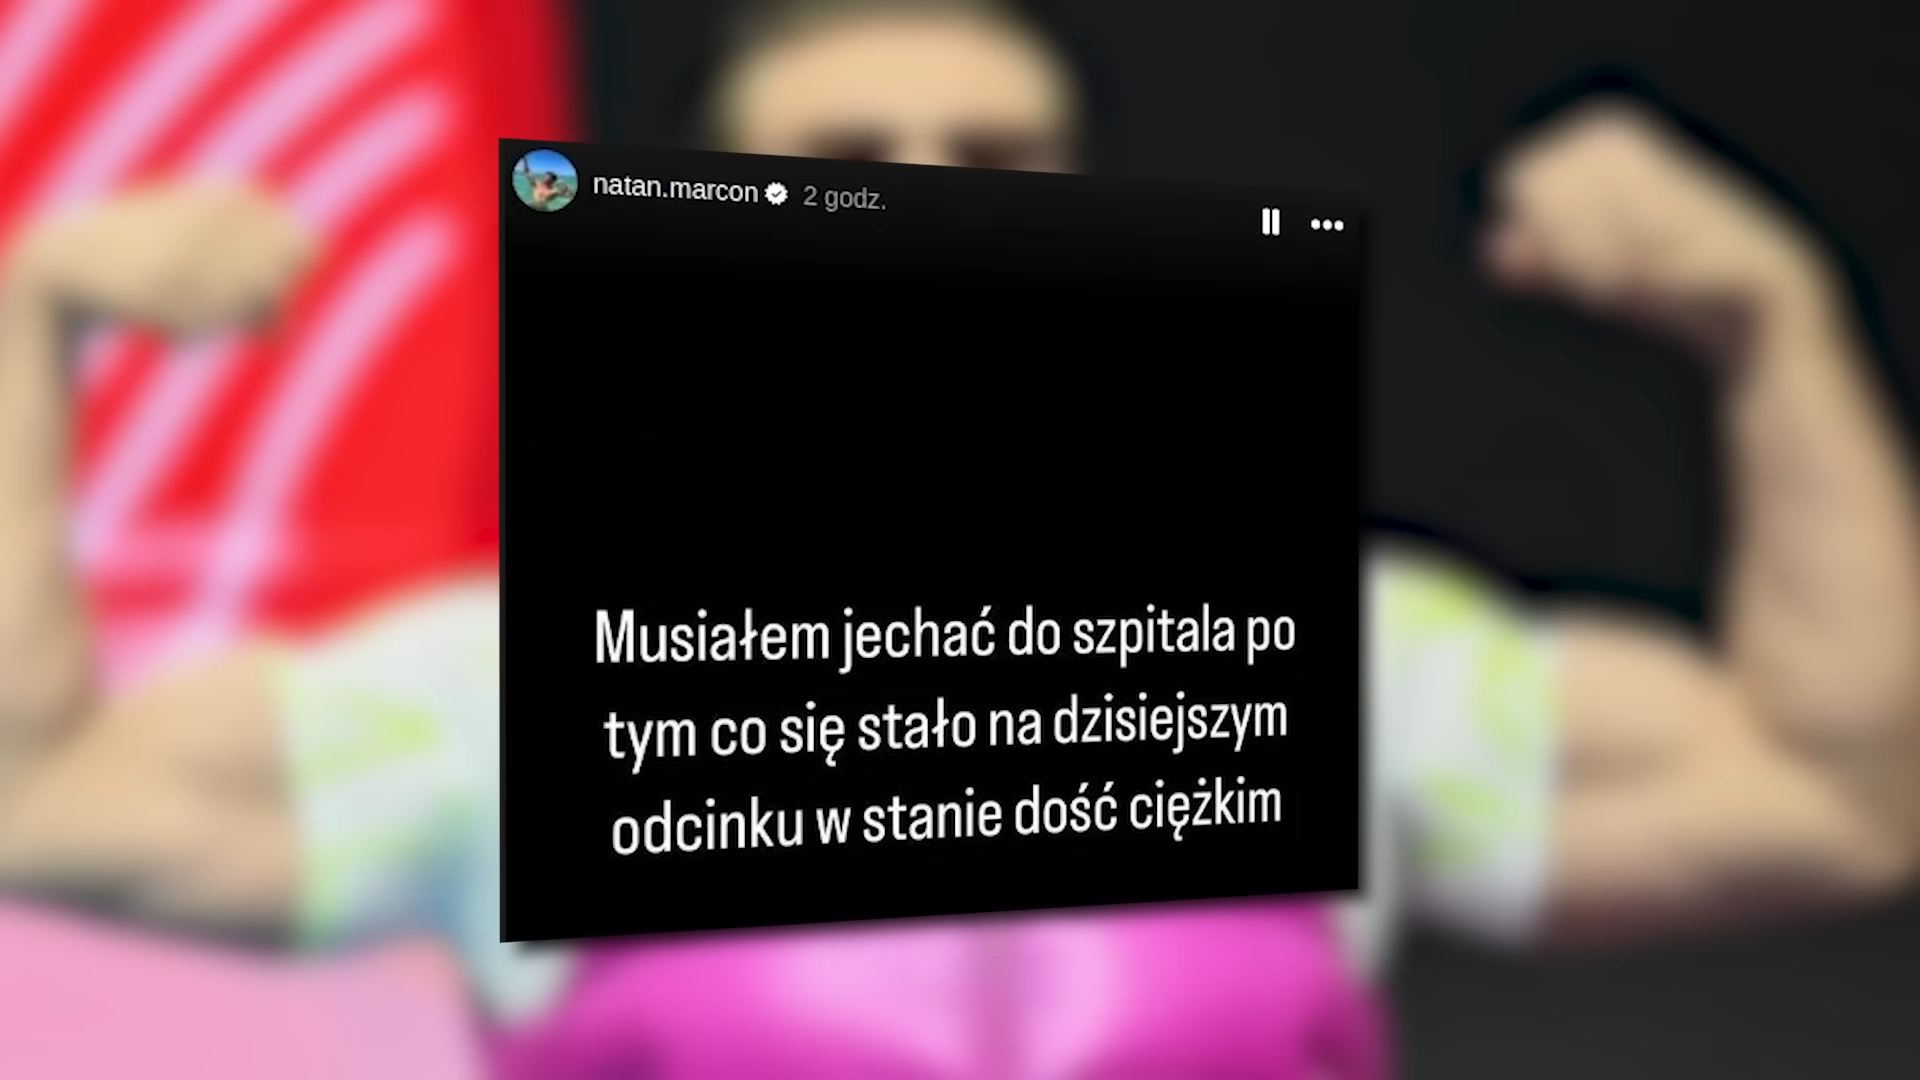 natan.marcon 2 godz.
Musiałem jechać do szpitala po
tym co się stało na dzisiejszym
odcinku w stanie dość ciężkim